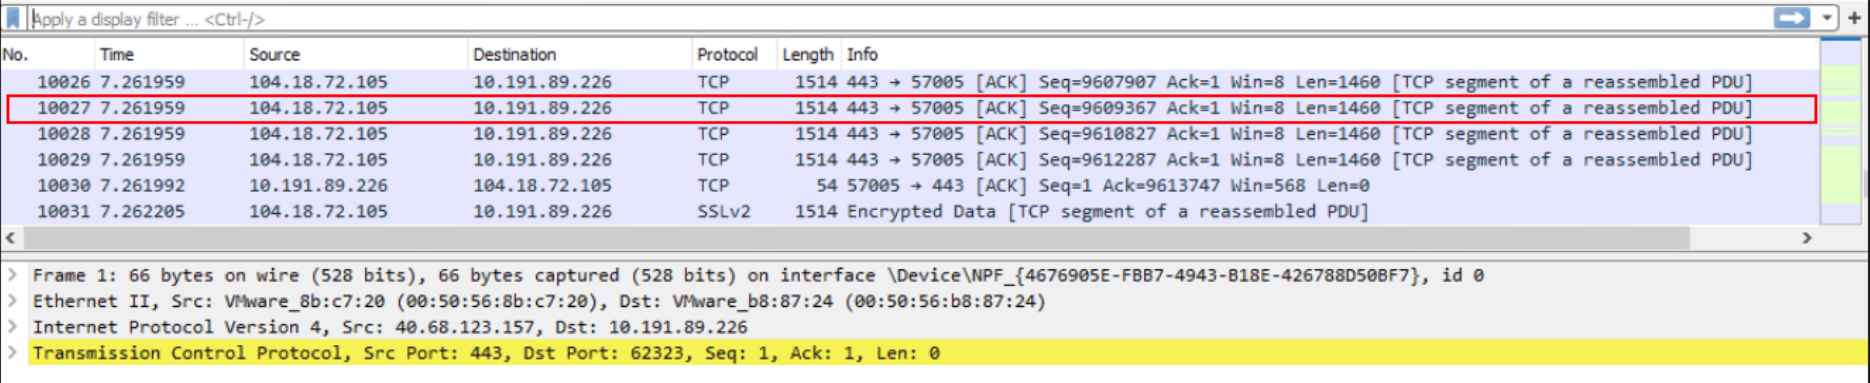 Apply a display filter ... <Ctrl-/>
No. Time Source Destination Protocol Length Info
10026 7.261959 104.18.72.105 10.191.89.226 TCP 1514 443 → 57005 [ACK] Seq=9607907 Ack=1 Win=8 Len=1460 [TCP segment of a reassembled PDU]
10027 7.261959 104.18.72.105 10.191.89.226 TCP 1514 443 → 57005 [ACK] Seq=9609367 Ack=1 Win=8 Len=1460 [TCP segment of a reassembled PDU]
10028 7.261959 104.18.72.105 10.191.89.226 TCP 1514 443 → 57005 [ACK] Seq=9610827 Ack=1 Win=8 Len=1460 [TCP segment of a reassembled PDU]
10029 7.261959 104.18.72.105 10.191.89.226 TCP 1514 443 → 57005 [ACK] Seq=9612287 Ack=1 Win=8 Len=1460 [TCP segment of a reassembled PDU]
10030 7.261992 10.191.89.226 104.18.72.105 TCP 54 57005 → 443 [ACK] Seq=1 Ack=9613747 Win=568 Len=0
10031 7.262205 104.18.72.105 10.191.89.226 SSLv2 1514 Encrypted Data [TCP segment of a reassembled PDU]
Frame 1: 66 bytes on wire (528 bits), 66 bytes captured (528 bits) on interface \Device\NPF_{4676905E-FBB7-4943-B18E-426788D50BF7}, id 0
Ethernet II, Src: VMware_8b:c7:20 (00:50:56:8b:c7:20), Dst: VMware_b8:87:24 (00:50:56:b8:87:24)
Internet Protocol Version 4, Src: 40.68.123.157, Dst: 10.191.89.226
Transmission Control Protocol, Src Port: 443, Dst Port: 62323, Seq: 1, Ack: 1, Len: 0